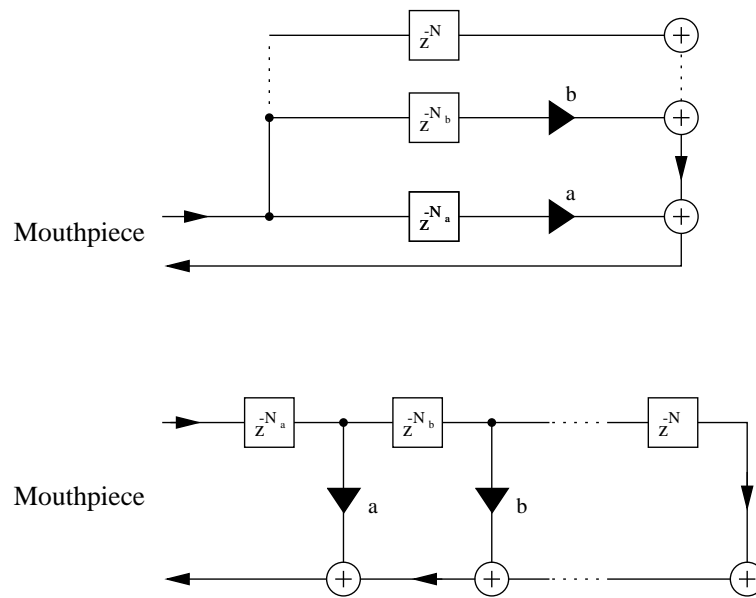 z^-N
b
z^-N_b
a
z^-N_a
Mouthpiece
z^-N_a
z^-N_b
z^-N
Mouthpiece
a
b